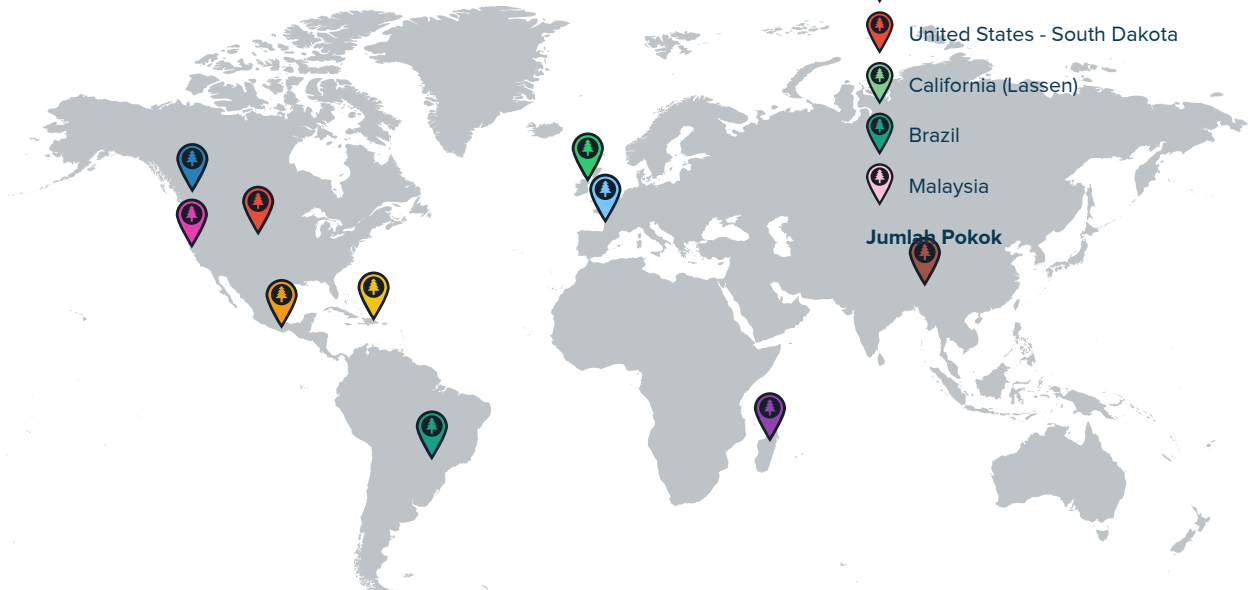 United States - South Dakota
California (Lassen)
Brazil
Malaysia
Jumlah Pokok